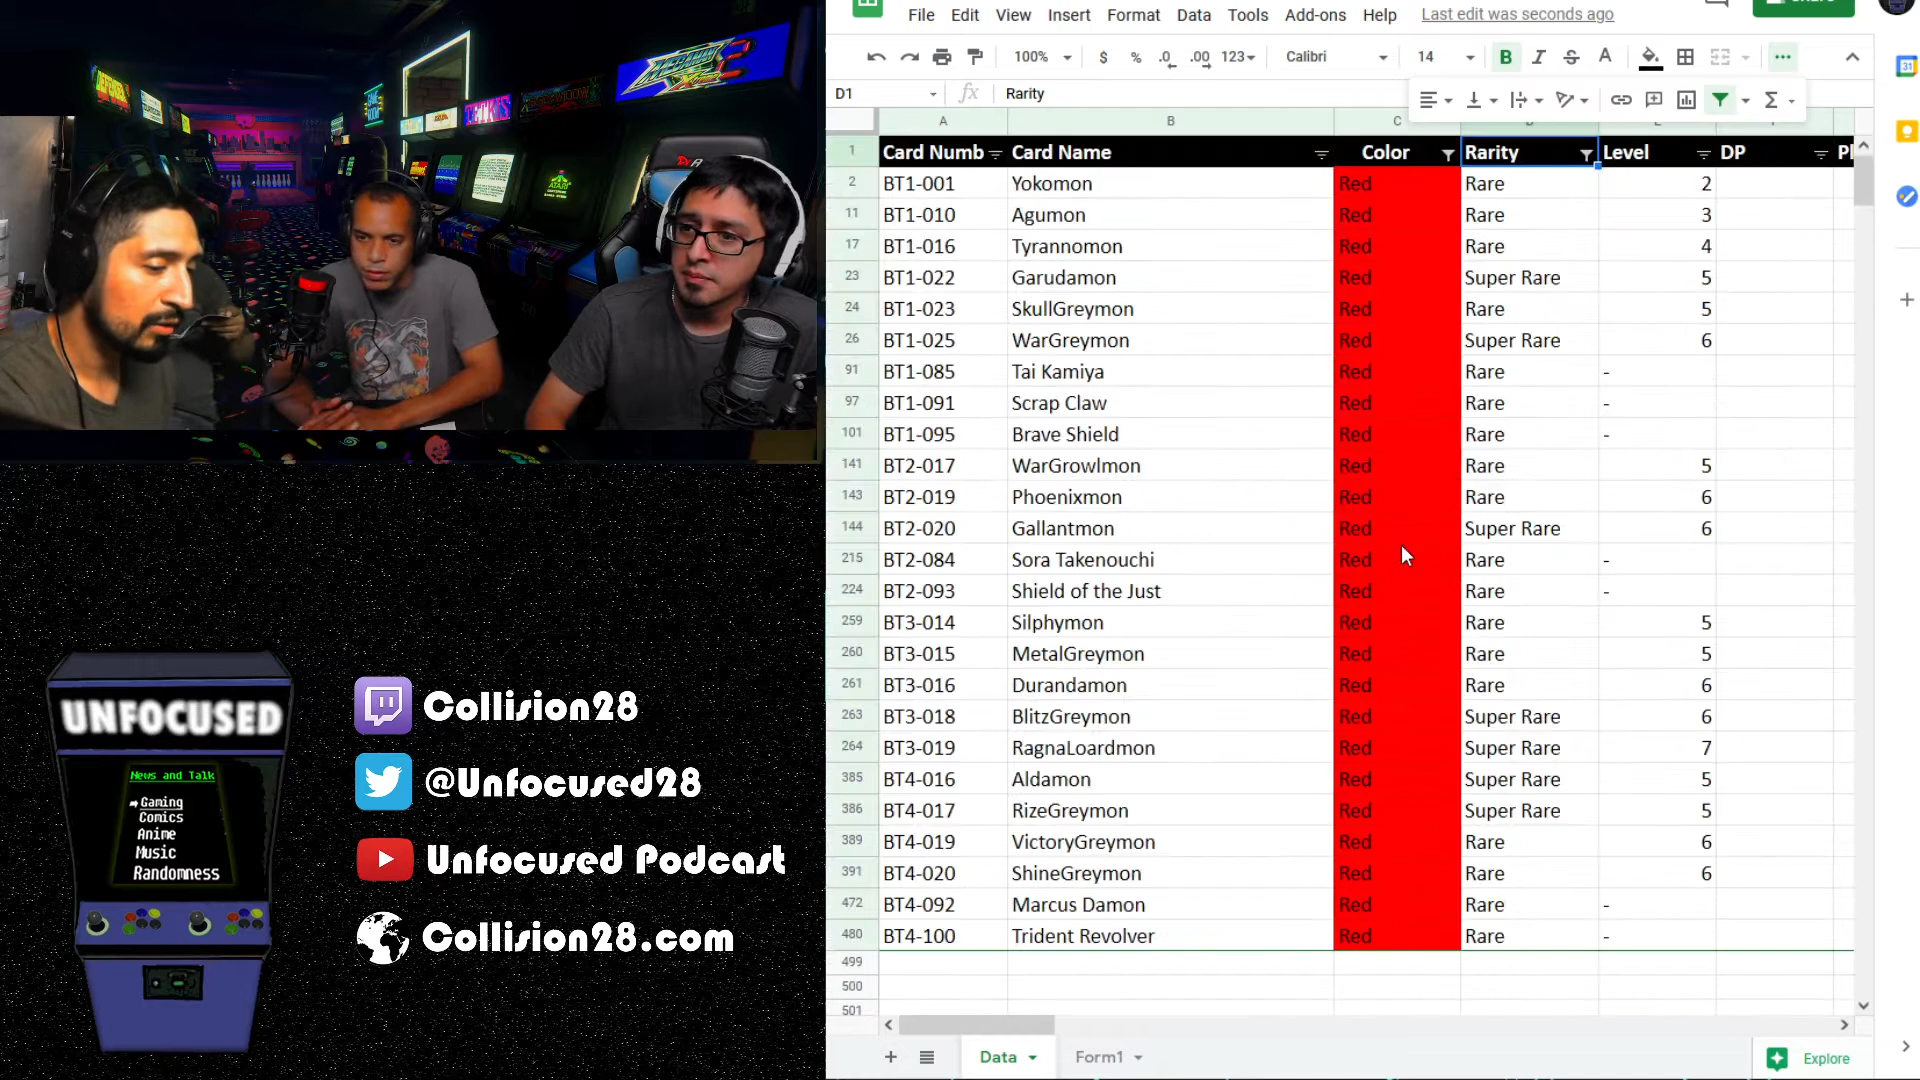 File Edit View Insert Format Data Tools Add-ons Help Last edit was seconds ago
100% $ % .0 .00 123 Calibri 14 B I S A
D1 fx Rarity
A B C
1 Card Numb Card Name Color Rarity Level DP Pl
2 BT1-001 Yokomon Red Rare 2
11 BT1-010 Agumon Red Rare 3
17 BT1-016 Tyrannomon Red Rare 4
23 BT1-022 Garudamon Red Super Rare 5
24 BT1-023 SkullGreymon Red Rare 5
26 BT1-025 WarGreymon Red Super Rare 6
91 BT1-085 Tai Kamiya Red Rare -
97 BT1-091 Scrap Claw Red Rare -
101 BT1-095 Brave Shield Red Rare -
141 BT2-017 WarGrowlmon Red Rare 5
143 BT2-019 Phoenixmon Red Rare 6
144 BT2-020 Gallantmon Red Super Rare 6
215 BT2-084 Sora Takenouchi Red Rare -
224 BT2-093 Shield of the Just Red Rare -
259 BT3-014 Silphymon Red Rare 5
260 BT3-015 MetalGreymon Red Rare 5
261 BT3-016 Durandamon Red Rare 6
263 BT3-018 BlitzGreymon Red Super Rare 6
264 BT3-019 RagnaLoardmon Red Super Rare 7
385 BT4-016 Aldamon Red Super Rare 5
386 BT4-017 RizeGreymon Red Super Rare 5
389 BT4-019 VictoryGreymon Red Rare 6
391 BT4-020 ShineGreymon Red Rare 6
472 BT4-092 Marcus Damon Red Rare -
480 BT4-100 Trident Revolver Red Rare -
499
500
501
Data Form1 Explore
DEFENDER
GAME ROOM
TETRIS
ATARI
UNFOCUSED
News and Talk
Gaming
Comics
Anime
Music
Randomness
Collision28
@Unfocused28
Unfocused Podcast
Collision28.com
31